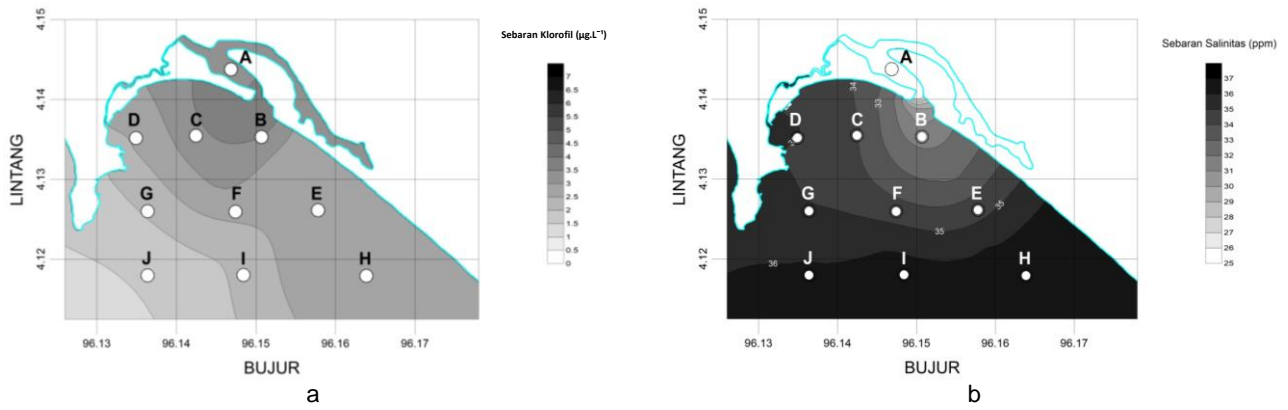 4.15
4.14
4.13
4.12
LINTANG
A
D
C
B
G
F
E
J
I
H
96.13 96.14 96.15 96.16 96.17
BUJUR
Sebaran Klorofil (µg.L⁻¹)
7
6.5
6
5.5
5
4.5
4
3.5
3
2.5
2
1.5
1
0.5
0
a
4.15
4.14
4.13
4.12
LINTANG
A
34
33
D
C
B
G
F
E
35
35
36
J
I
H
96.13 96.14 96.15 96.16 96.17
BUJUR
Sebaran Salinitas (ppm)
37
36
35
34
33
32
31
30
29
28
27
26
25
b